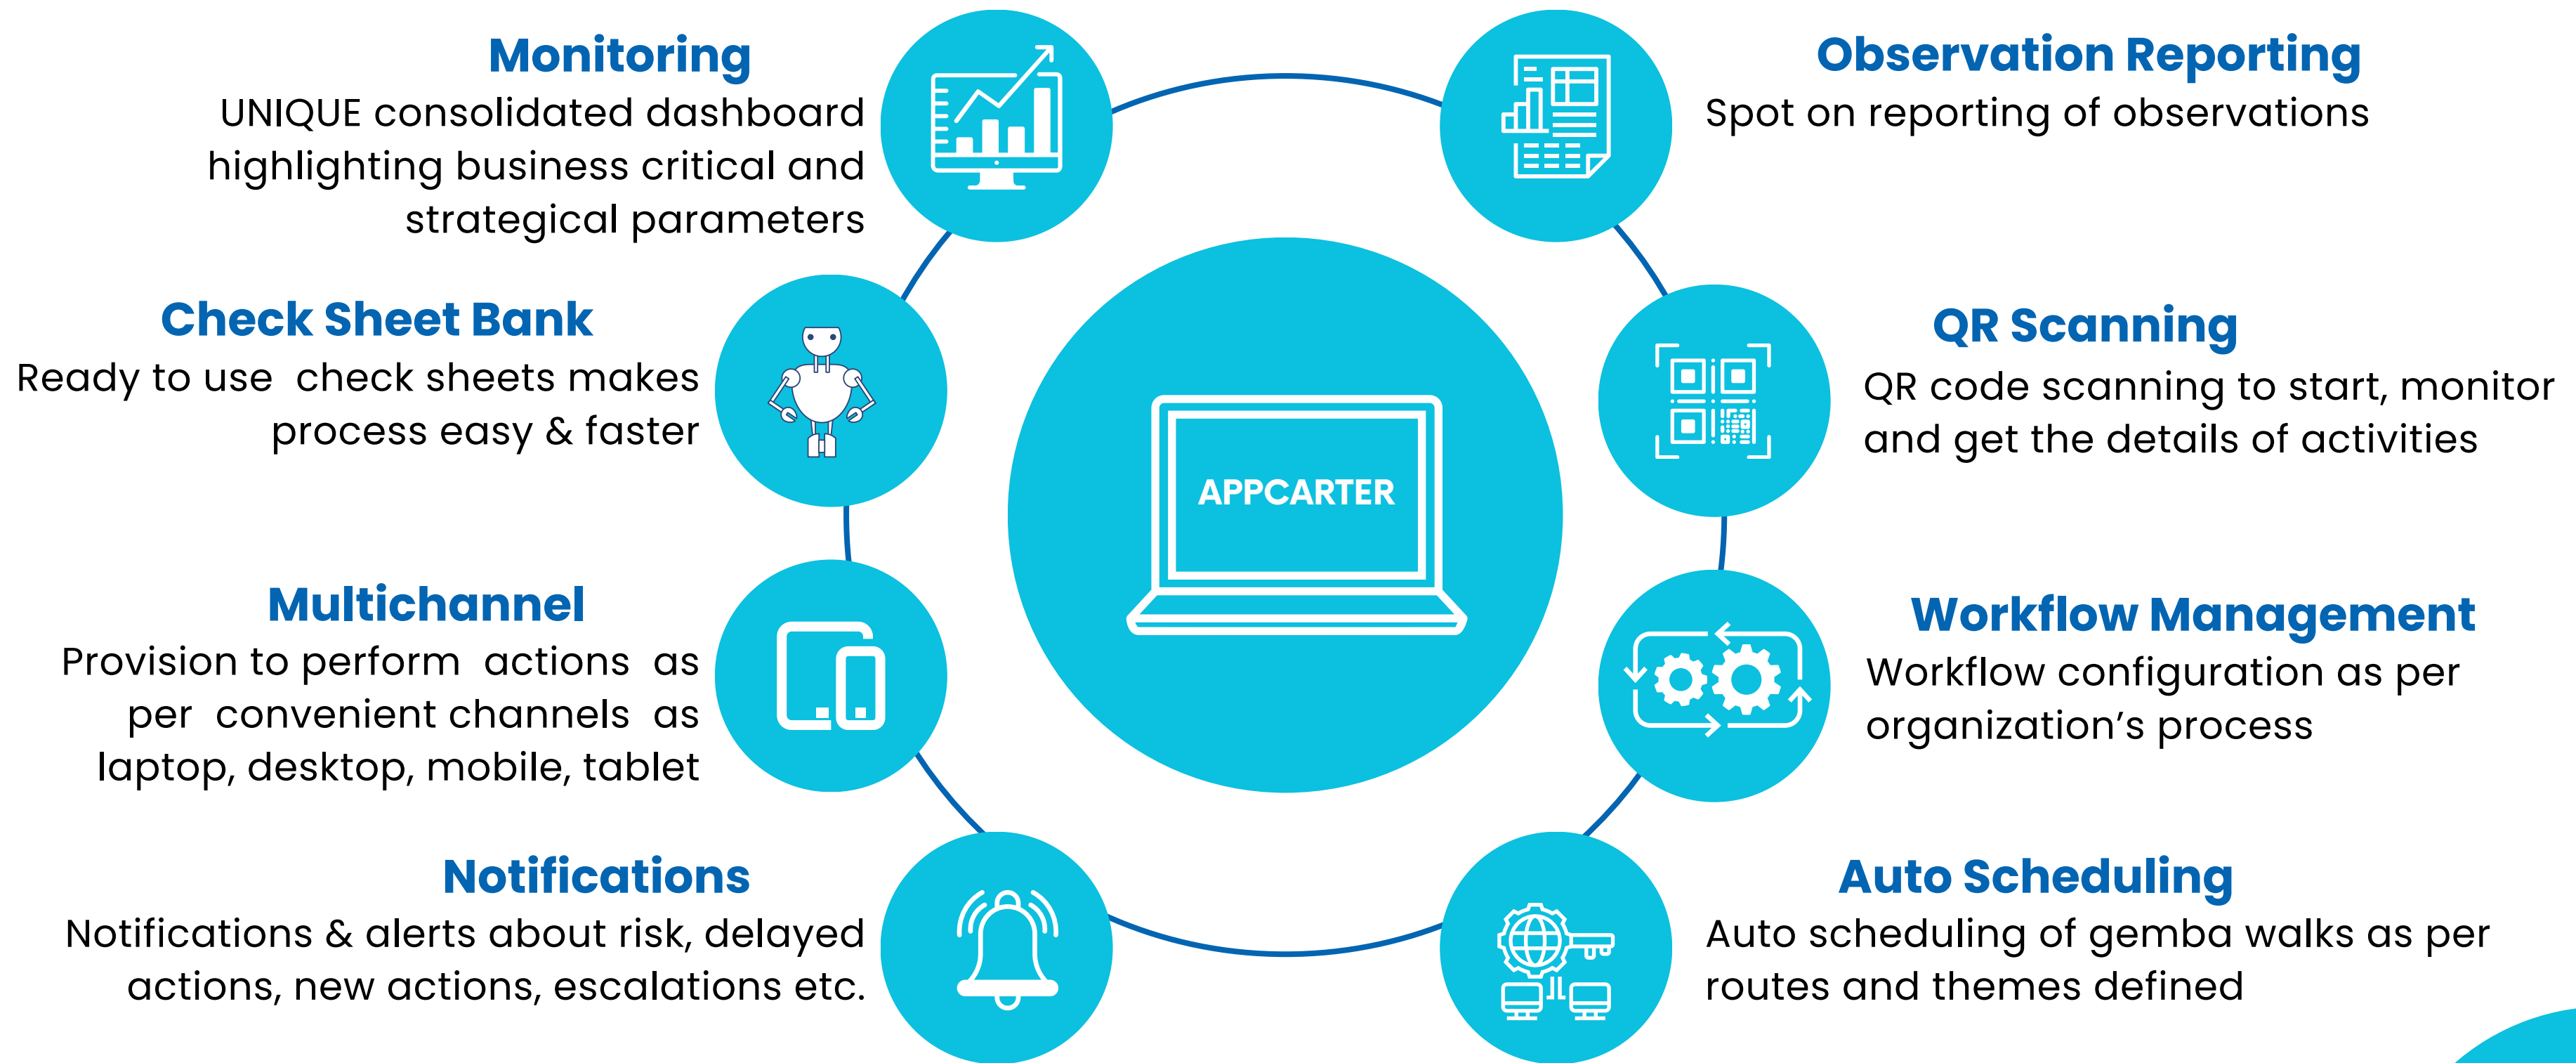 Monitoring
UNIQUE consolidated dashboard
highlighting business critical and
strategical parameters
Check Sheet Bank
Ready to use check sheets makes
process easy & faster
Multichannel
Provision to perform actions as
per convenient channels as
laptop, desktop, mobile, tablet
Notifications
Notifications & alerts about risk, delayed
actions, new actions, escalations etc.
APPCARTER
Observation Reporting
Spot on reporting of observations
QR Scanning
QR code scanning to start, monitor
and get the details of activities
Workflow Management
Workflow configuration as per
organization’s process
Auto Scheduling
Auto scheduling of gemba walks as per
routes and themes defined